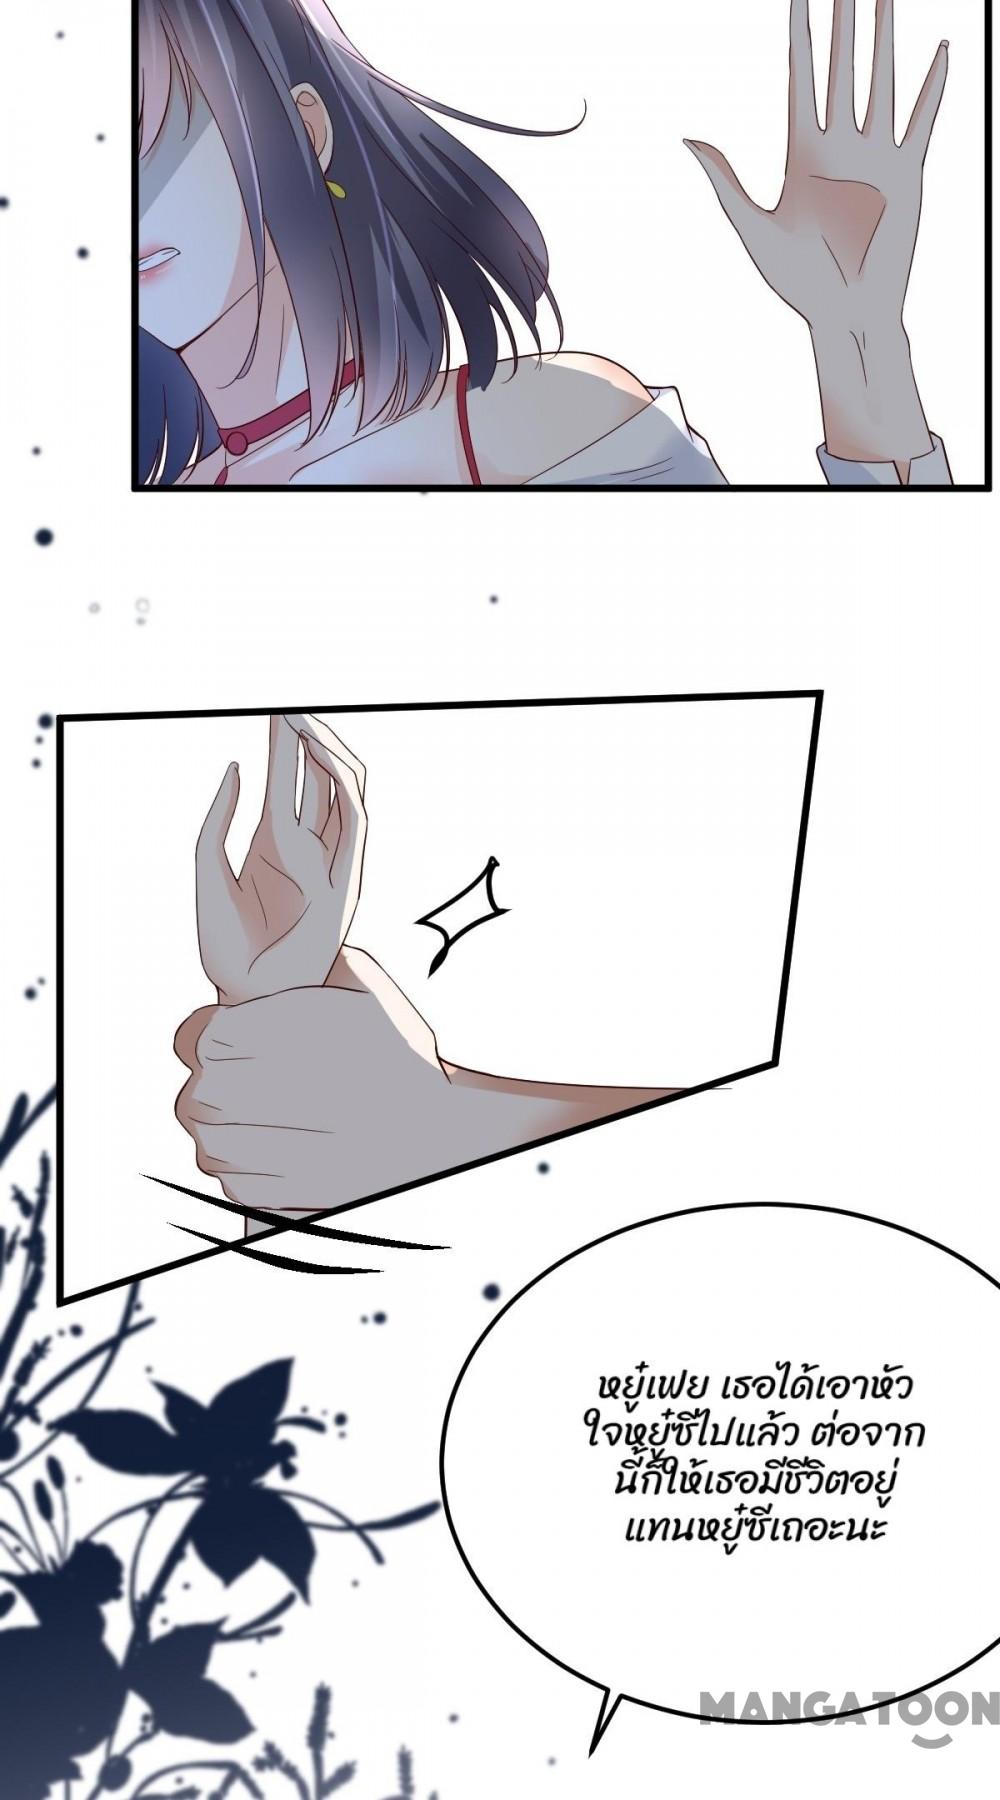 หยู๋เฟย เธอได้เอาหัว
ใจหยู๋ซีไปแล้ว ต่อจาก
นี้ก็ให้เธอมีชีวิตอยู่
แทนหยู๋ซีเถอะนะ
MANGATOON